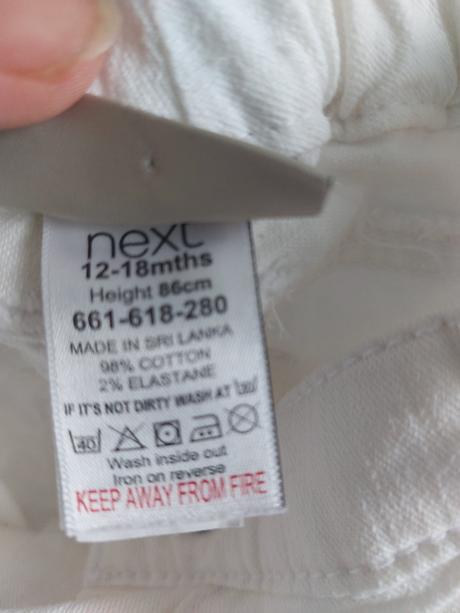 next
12-18mths
Height 86cm
661-618-280
MADE IN SRI LANKA
98% COTTON
2% ELASTANE
IF IT'S NOT DIRTY WASH AT 30
40
Wash inside out
Iron on reverse
KEEP AWAY FROM FIRE